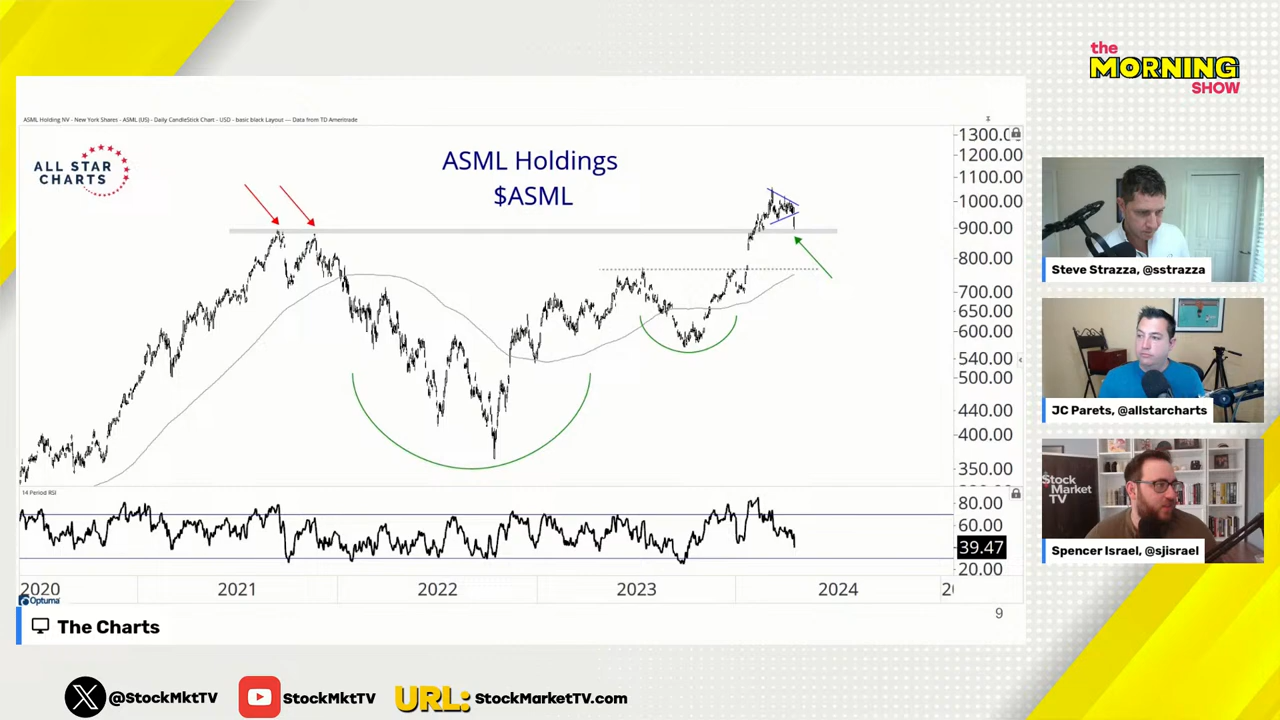 the
MORNING
SHOW
ASML Holding NV - New York Shares - ASML (US) - Daily CandleStick Chart - USD - basic black Layout --- Data from TD Ameritrade
ALL STAR
CHARTS
ASML Holdings
$ASML
1200.00
1100.00
1000.00
900.00
800.00
700.00
650.00
600.00
540.00
500.00
440.00
400.00
350.00
14 Period RSI
80.00
60.00
39.47
20.00
2020
2021
2022
2023
2024
Optuma
9
Steve Strazza, @sstrazza
JC Parets, @allstarcharts
Stock
Market
TV
Spencer Israel, @sjisrael
The Charts
@StockMktTV
StockMktTV
URL:
StockMarketTV.com